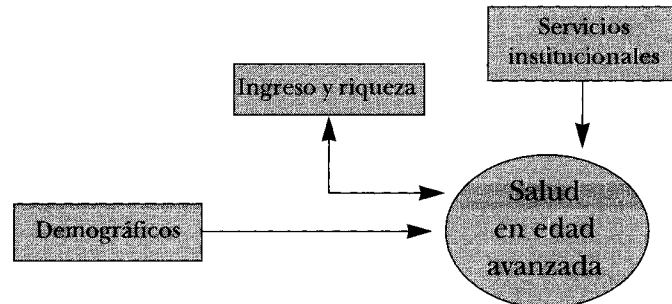 Servicios
institucionales
Ingreso y riqueza
Salud
en edad
avanzada
Demográficos